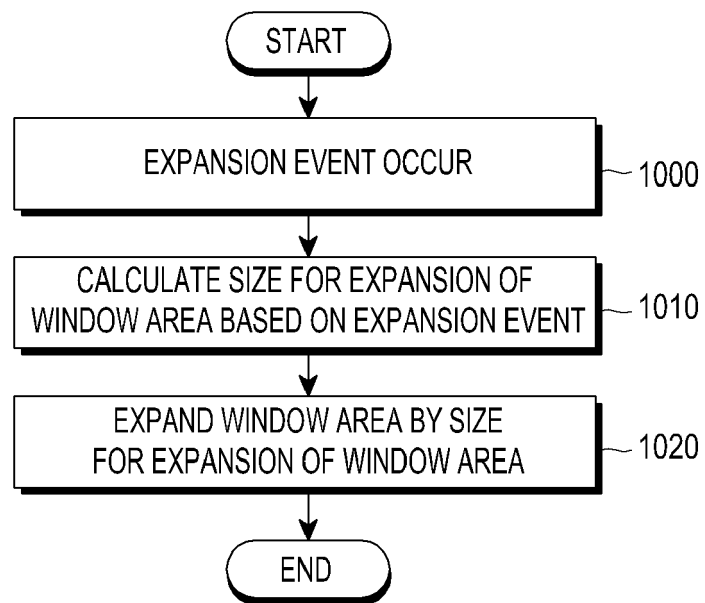 START
EXPANSION EVENT OCCUR
1000
CALCULATE SIZE FOR EXPANSION OF
WINDOW AREA BASED ON EXPANSION EVENT
1010
EXPAND WINDOW AREA BY SIZE
FOR EXPANSION OF WINDOW AREA
1020
END